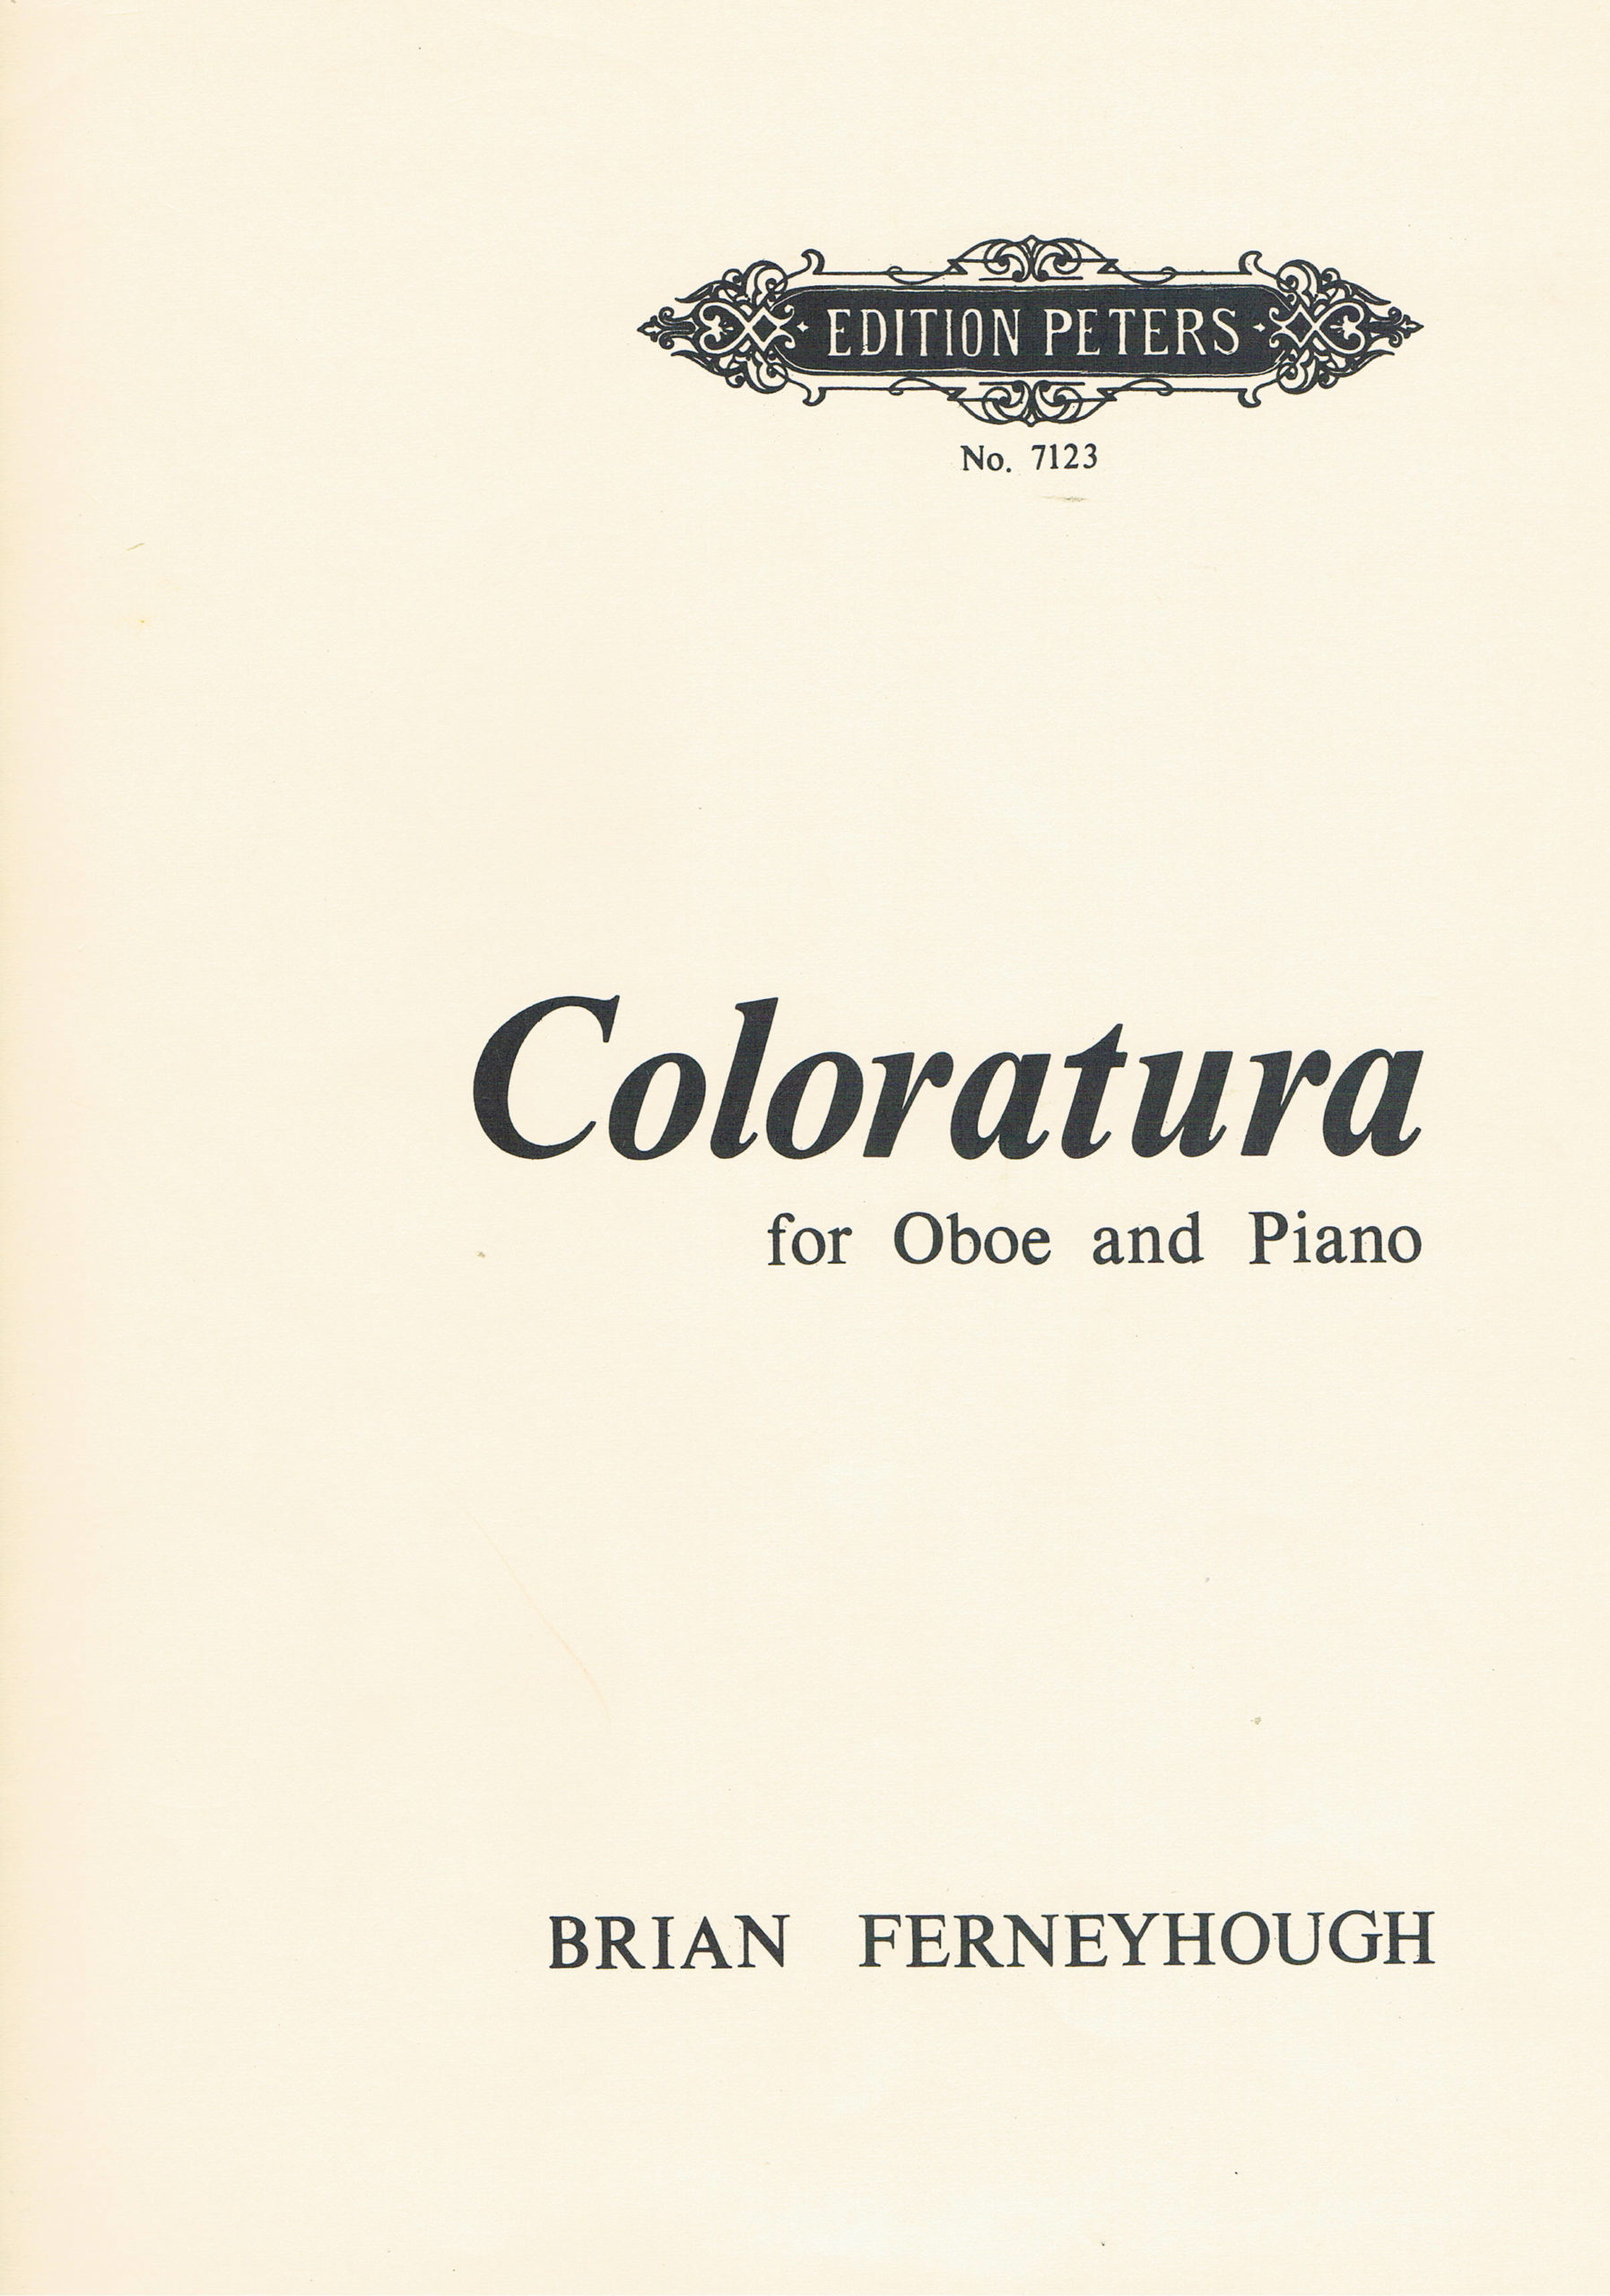 EDITION PETERS
No. 7123
Coloratura
for Oboe and Piano
BRIAN FERNEYHOUGH